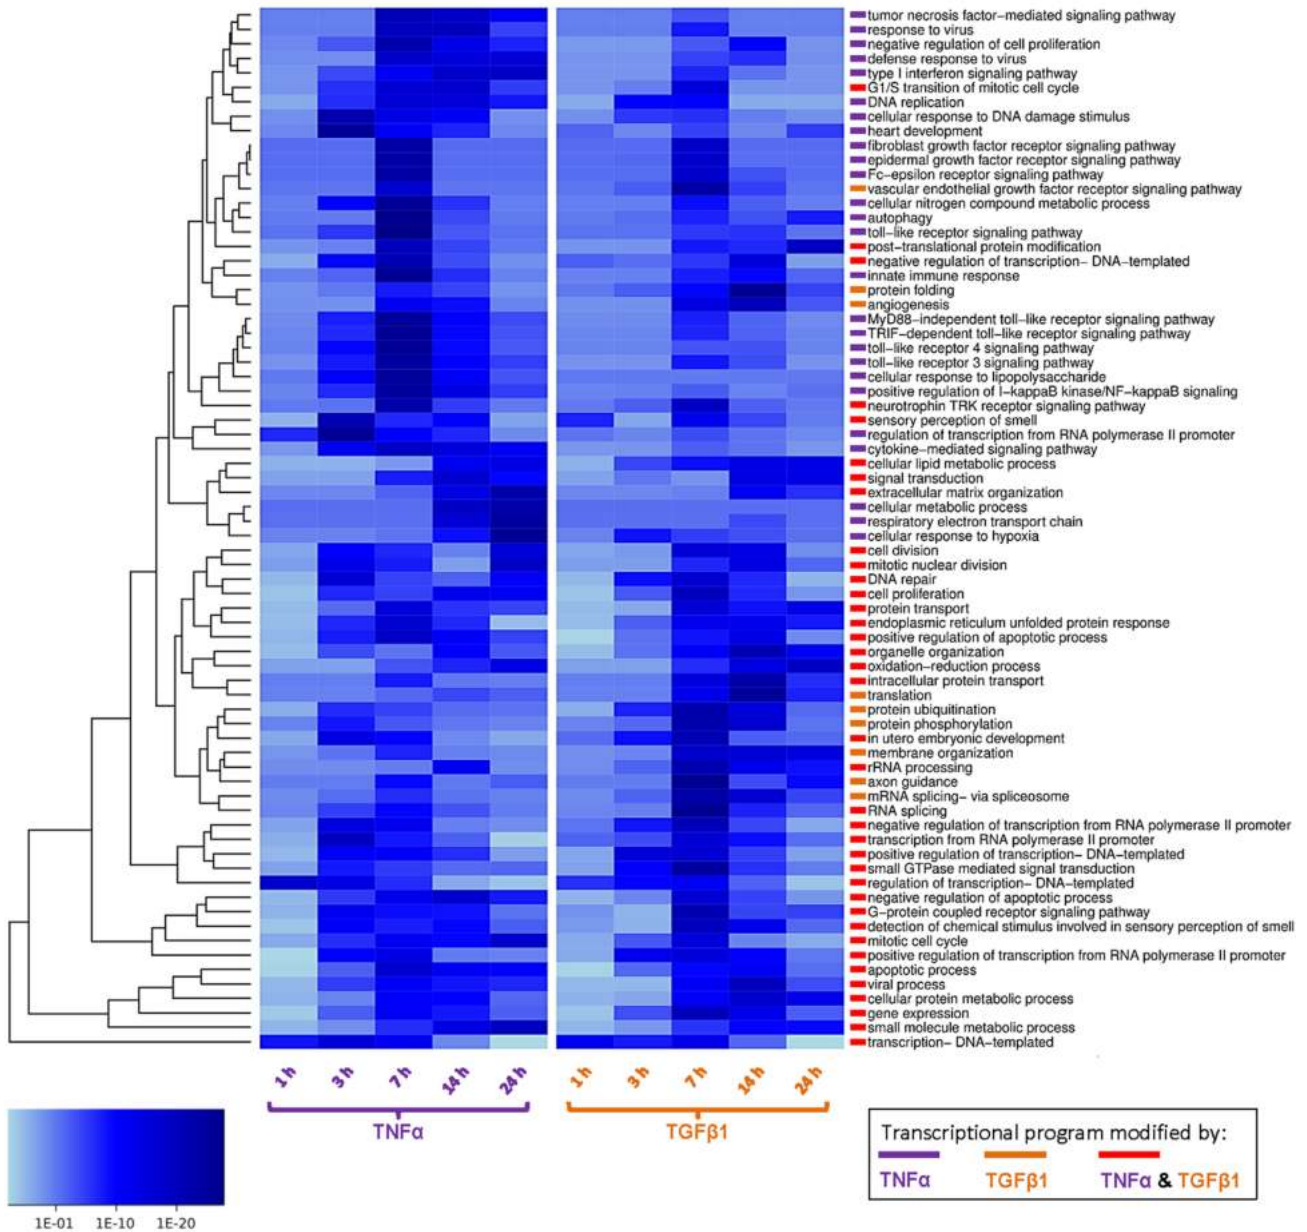 tumor necrosis factor–mediated signaling pathway
response to virus
negative regulation of cell proliferation
defense response to virus
type I interferon signaling pathway
G1/S transition of mitotic cell cycle
DNA replication
cellular response to DNA damage stimulus
heart development
fibroblast growth factor receptor signaling pathway
epidermal growth factor receptor signaling pathway
Fc–epsilon receptor signaling pathway
vascular endothelial growth factor receptor signaling pathway
cellular nitrogen compound metabolic process
autophagy
toll–like receptor signaling pathway
post–translational protein modification
negative regulation of transcription– DNA–templated
innate immune response
protein folding
angiogenesis
MyD88–independent toll–like receptor signaling pathway
TRIF–dependent toll–like receptor signaling pathway
toll–like receptor 4 signaling pathway
toll–like receptor 3 signaling pathway
cellular response to lipopolysaccharide
positive regulation of I–kappaB kinase/NF–kappaB signaling
neurotrophin TRK receptor signaling pathway
sensory perception of smell
regulation of transcription from RNA polymerase II promoter
cytokine–mediated signaling pathway
cellular lipid metabolic process
signal transduction
extracellular matrix organization
cellular metabolic process
respiratory electron transport chain
cellular response to hypoxia
cell division
mitotic nuclear division
DNA repair
cell proliferation
protein transport
endoplasmic reticulum unfolded protein response
positive regulation of apoptotic process
organelle organization
oxidation–reduction process
intracellular protein transport
translation
protein ubiquitination
protein phosphorylation
in utero embryonic development
membrane organization
rRNA processing
axon guidance
mRNA splicing– via spliceosome
RNA splicing
negative regulation of transcription from RNA polymerase II promoter
transcription from RNA polymerase II promoter
positive regulation of transcription– DNA–templated
small GTPase mediated signal transduction
regulation of transcription– DNA–templated
negative regulation of apoptotic process
G–protein coupled receptor signaling pathway
detection of chemical stimulus involved in sensory perception of smell
mitotic cell cycle
positive regulation of transcription from RNA polymerase II promoter
apoptotic process
viral process
cellular protein metabolic process
gene expression
small molecule metabolic process
transcription– DNA–templated
1 h 3 h 7 h 14 h 24 h 1 h 3 h 7 h 14 h 24 h
TNFα TGFβ1
Transcriptional program modified by:
TNFα TGFβ1 TNFα & TGFβ1
1E-01 1E-10 1E-20